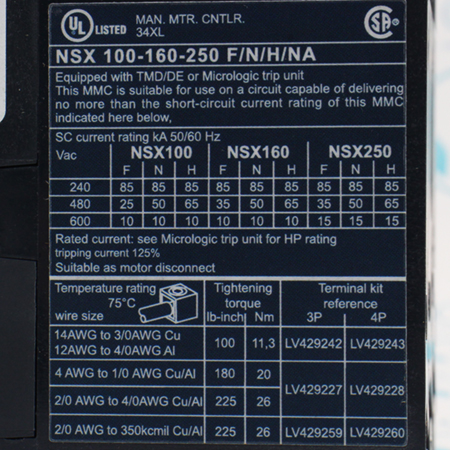 UL LISTED MAN. MTR. CNTLR. SA
34XL
NSX 100-160-250 F/N/H/NA
Equipped with TMD/DE or Micrologic trip unit
This MMC is suitable for use on a circuit capable of delivering
no more than the short-circuit current rating of this MMC
indicated here below,
SC current rating kA 50/60 Hz
Vac NSX100 NSX160 NSX250
F N H F N H F N H
240 85 85 85 85 85 85 85 85 85
480 25 50 65 35 50 65 35 50 65
600 10 10 10 10 10 10 15 15 15
Rated current: see Micrologic trip unit for HP rating
tripping current 125%
Suitable as motor disconnect
Temperature rating Tightening Terminal kit
75°C torque reference
wire size lb-inch Nm 3P 4P
14AWG to 3/0AWG Cu
12AWG to 4/0AWG Al 100 11,3 LV429242 LV429243
4 AWG to 1/0 AWG Cu/Al 180 20
LV429227 LV429228
2/0 AWG to 4/0AWG Cu/Al 225 26
2/0 AWG to 350kcmil Cu/Al 225 26 LV429259 LV429260